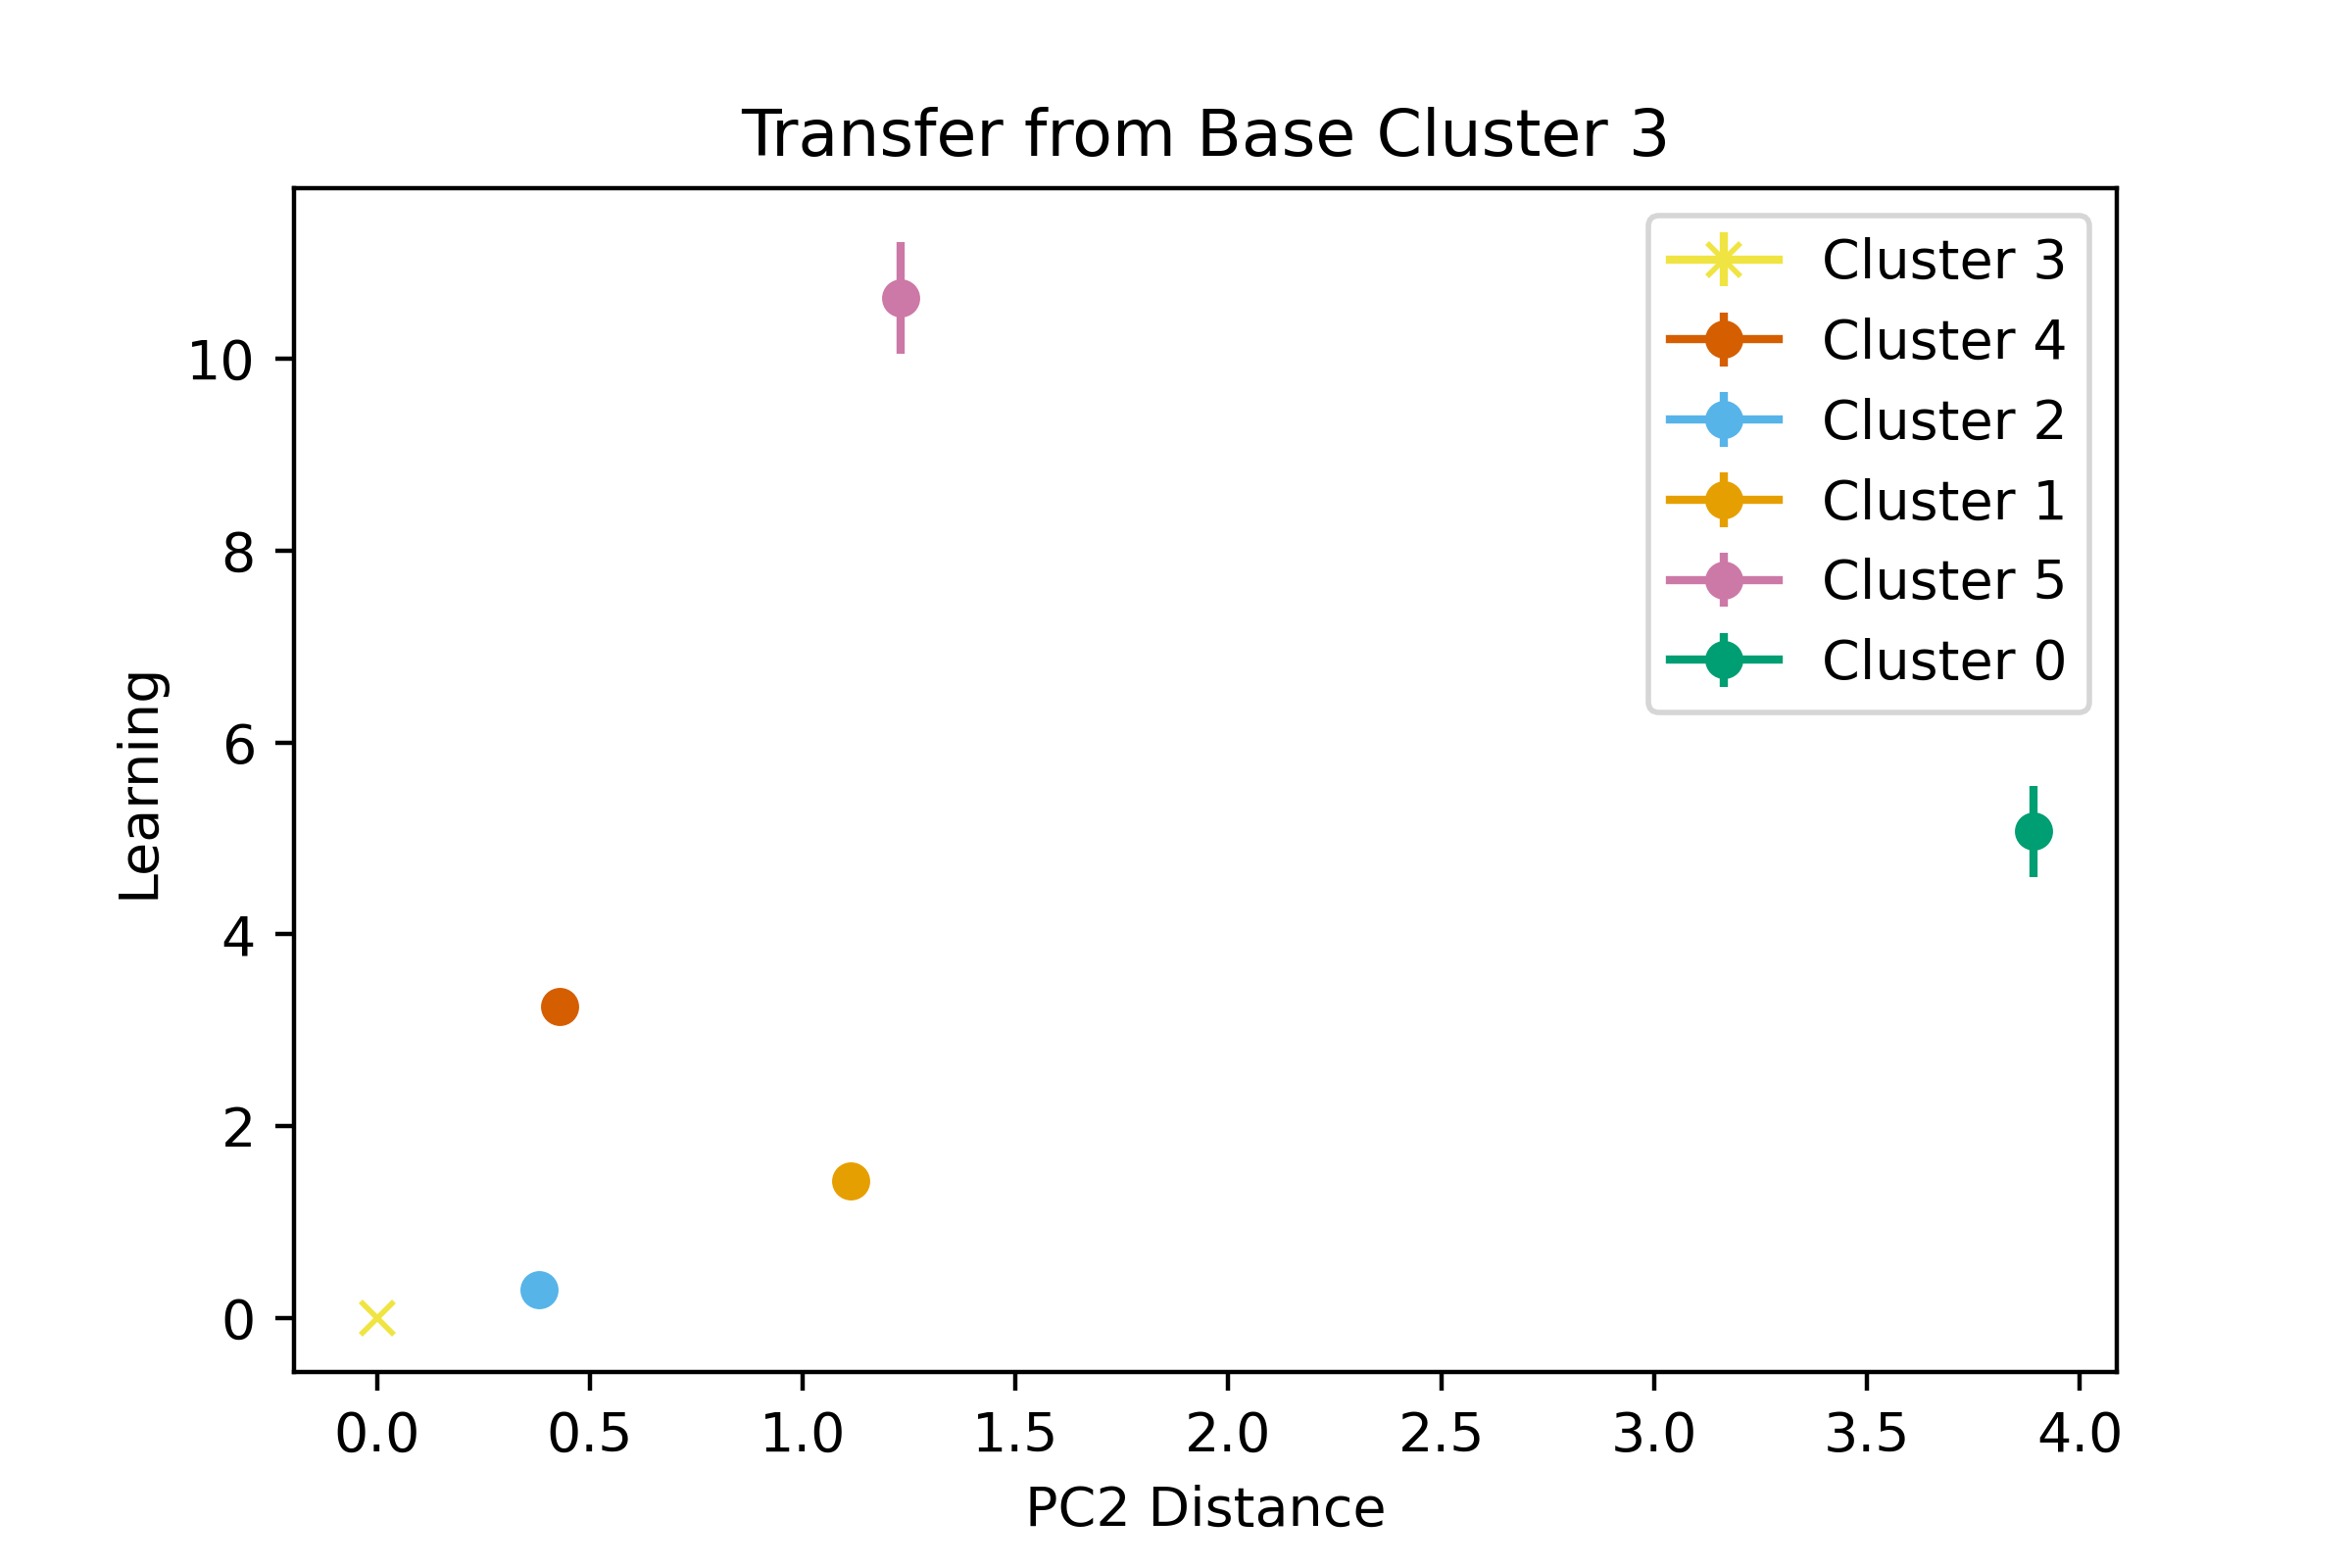 Transfer from Base Cluster 3
Cluster 3
Cluster 4
Cluster 2
Cluster 1
Cluster 5
Cluster 0
10
8
6
4
2
0
Learning
0.0 0.5 1.0 1.5 2.0 2.5 3.0 3.5 4.0
PC2 Distance